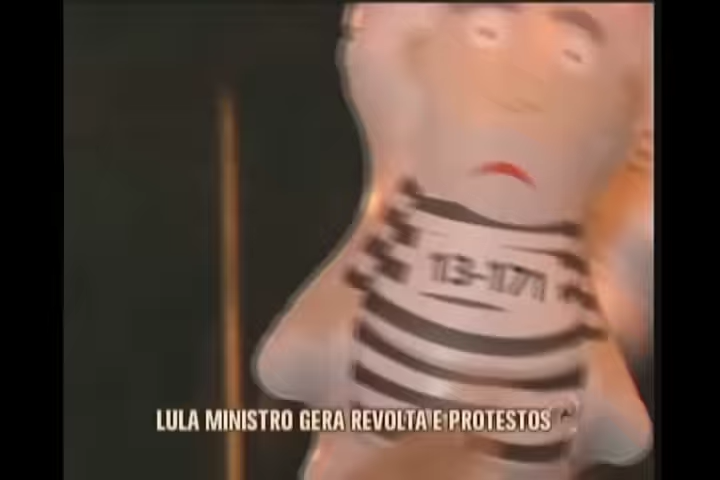 13-171
LULA MINISTRO GERA REVOLTA E PROTESTOS